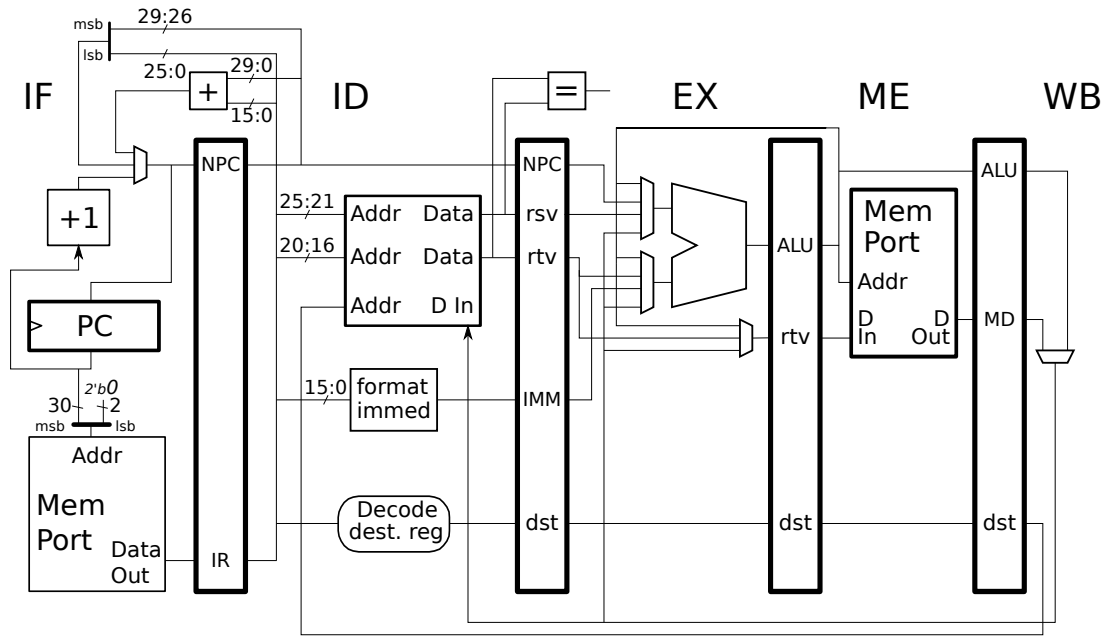 29:26
msb
lsb
25:0
29:0
15:0
IF
ID
EX
ME
WB
+
=
NPC
NPC
ALU
+1
25:21
Addr
Data
rsv
Mem
Port
20:16
Addr
Data
rtv
ALU
Addr
Addr
D In
PC
D
In
D
Out
MD
rtv
2'b0
30
2
msb
lsb
15:0
format
immed
IMM
Addr
Mem
Port
Data
Out
IR
Decode
dest. reg
dst
dst
dst